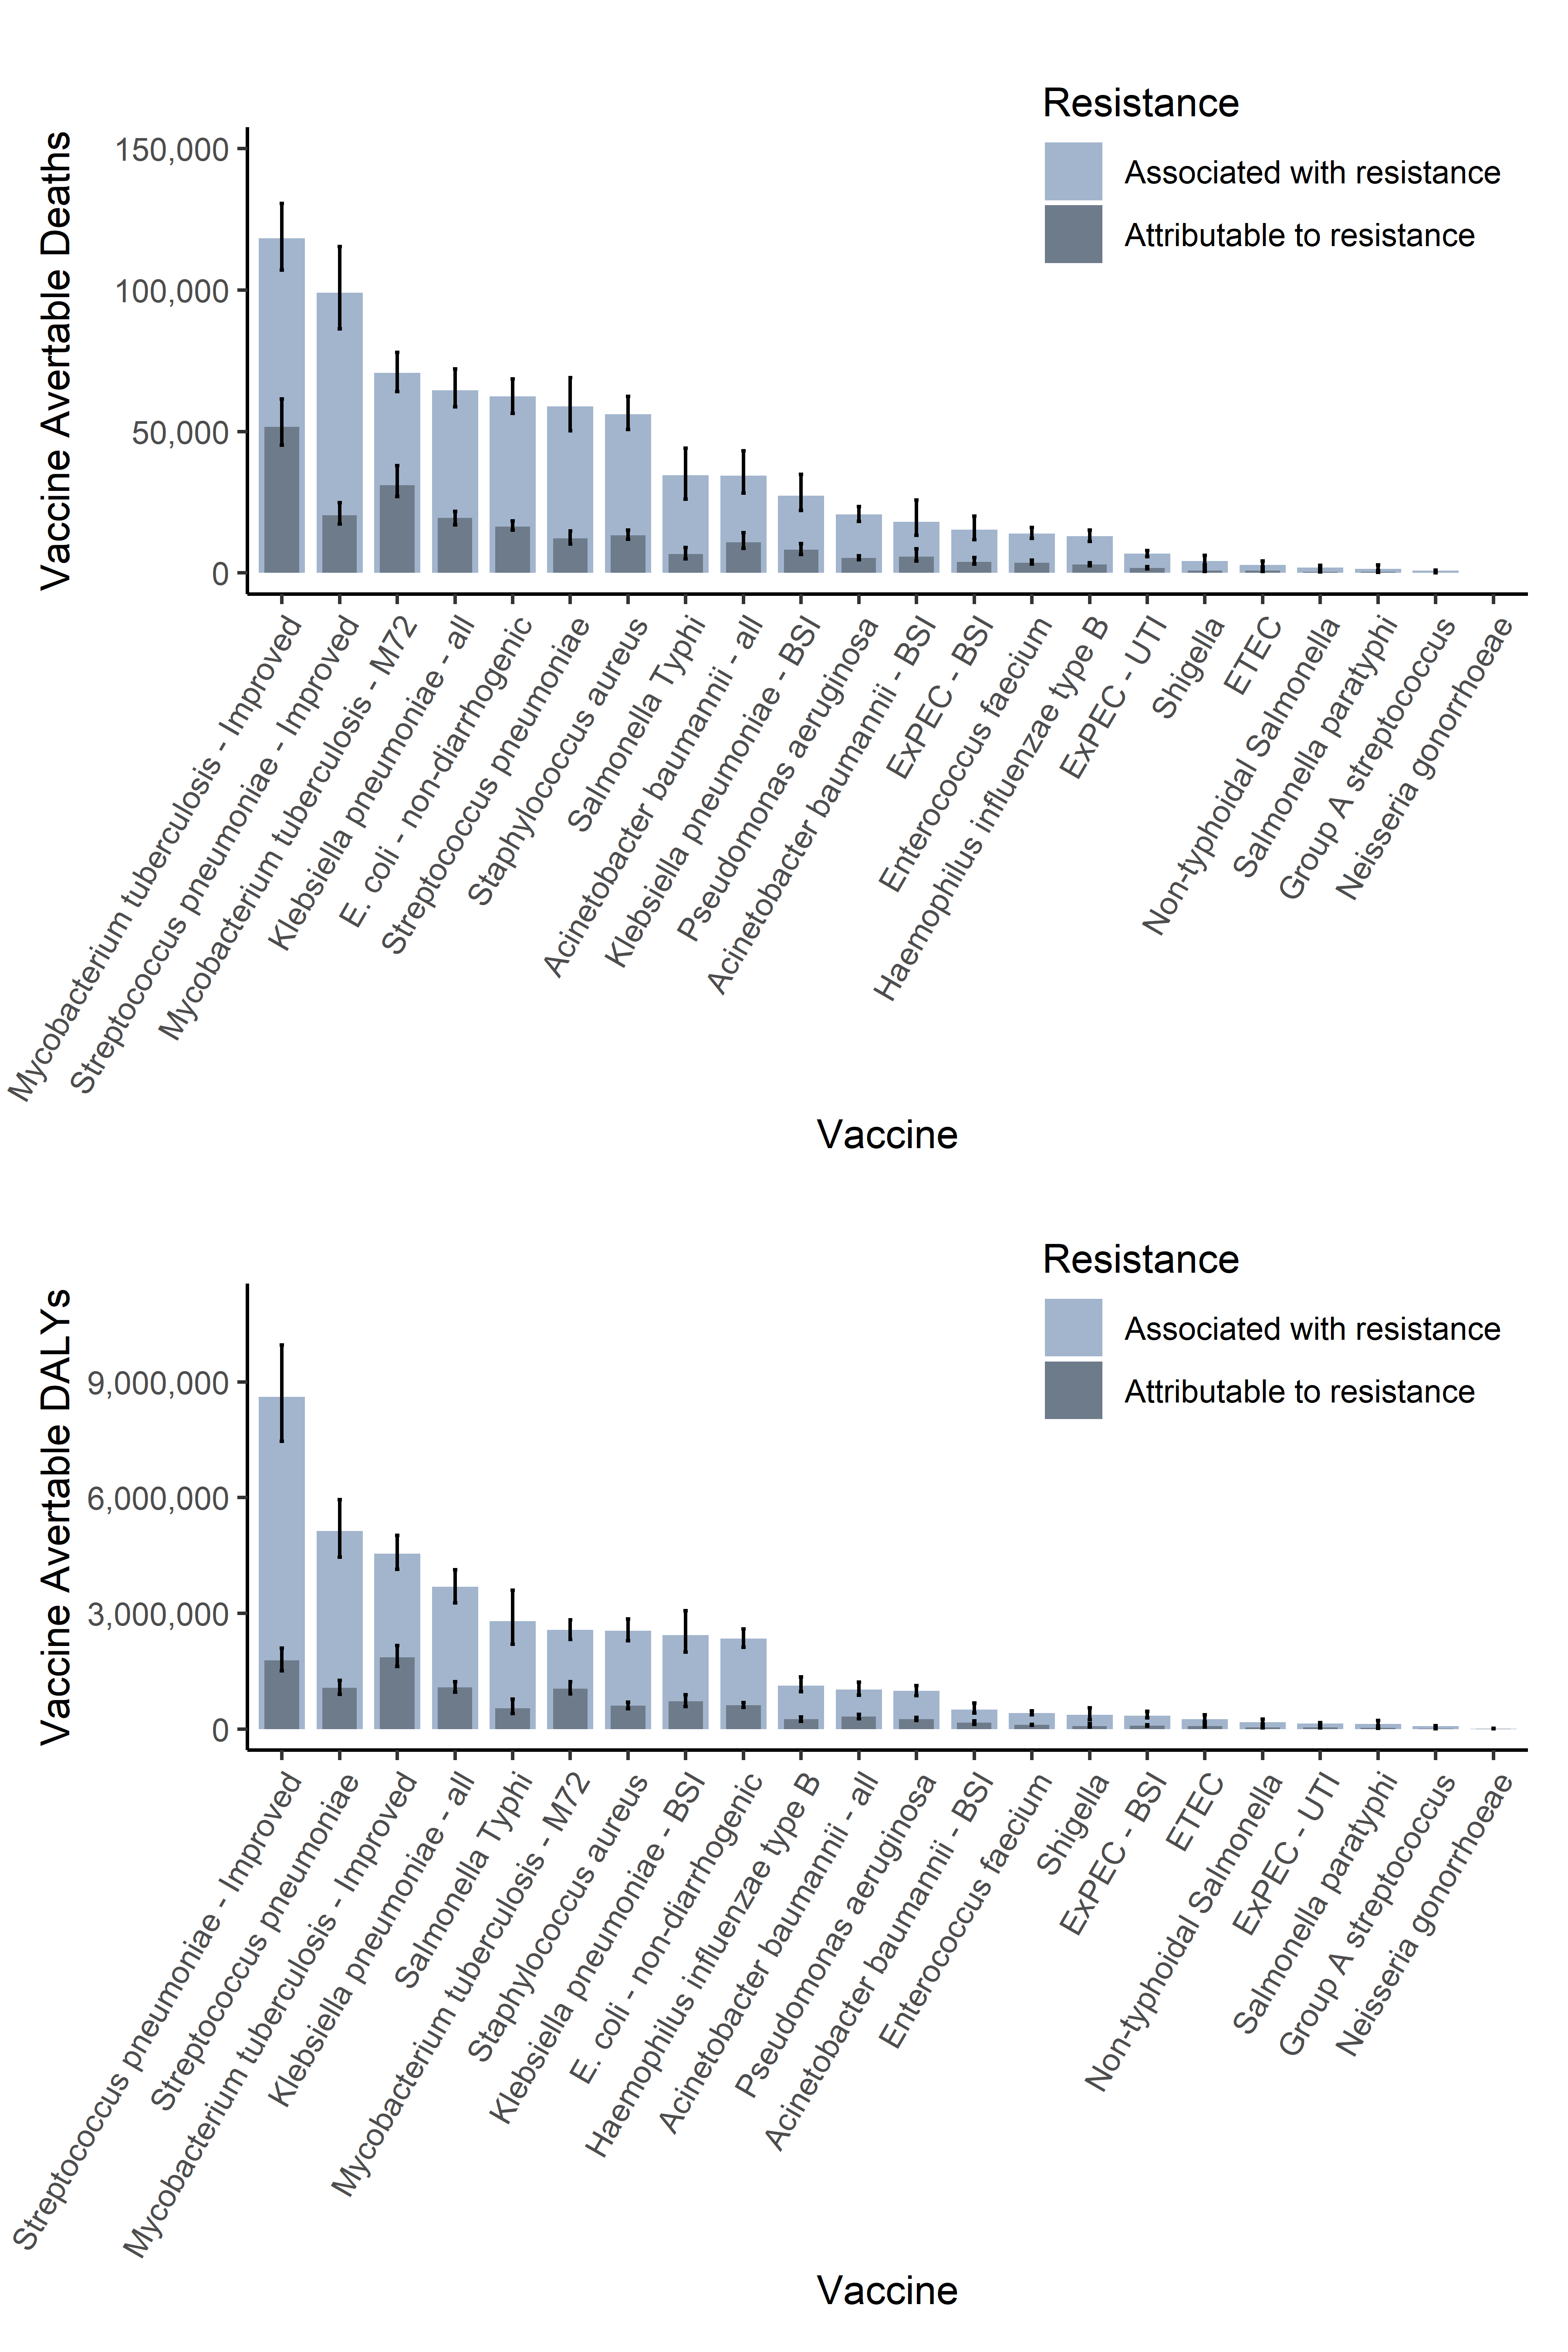 Resistance
Associated with resistance
Attributable to resistance
Vaccine Avertable Deaths
150,000
100,000
50,000
0
Mycobacterium tuberculosis - Improved
Streptococcus pneumoniae - Improved
Mycobacterium tuberculosis - M72
Klebsiella pneumoniae - all
E. coli - non-diarrhogenic
Streptococcus pneumoniae
Staphylococcus aureus
Salmonella Typhi
Acinetobacter baumannii - all
Klebsiella pneumoniae - BSI
Pseudomonas aeruginosa
Acinetobacter baumannii - BSI
ExPEC - BSI
Enterococcus faecium
Haemophilus influenzae type B
ExPEC - UTI
Shigella
ETEC
Non-typhoidal Salmonella
Salmonella paratyphi
Group A streptococcus
Neisseria gonorrhoeae
Vaccine
Resistance
Associated with resistance
Attributable to resistance
Vaccine Avertable DALYs
9,000,000
6,000,000
3,000,000
0
Streptococcus pneumoniae - Improved
Streptococcus pneumoniae
Mycobacterium tuberculosis - Improved
Klebsiella pneumoniae - all
Salmonella Typhi
Mycobacterium tuberculosis - M72
Staphylococcus aureus
Klebsiella pneumoniae - BSI
E. coli - non-diarrhogenic
Haemophilus influenzae type B
Acinetobacter baumannii - all
Pseudomonas aeruginosa
Acinetobacter baumannii - BSI
Enterococcus faecium
Shigella
ExPEC - BSI
ETEC
Non-typhoidal Salmonella
ExPEC - UTI
Salmonella paratyphi
Group A streptococcus
Neisseria gonorrhoeae
Vaccine